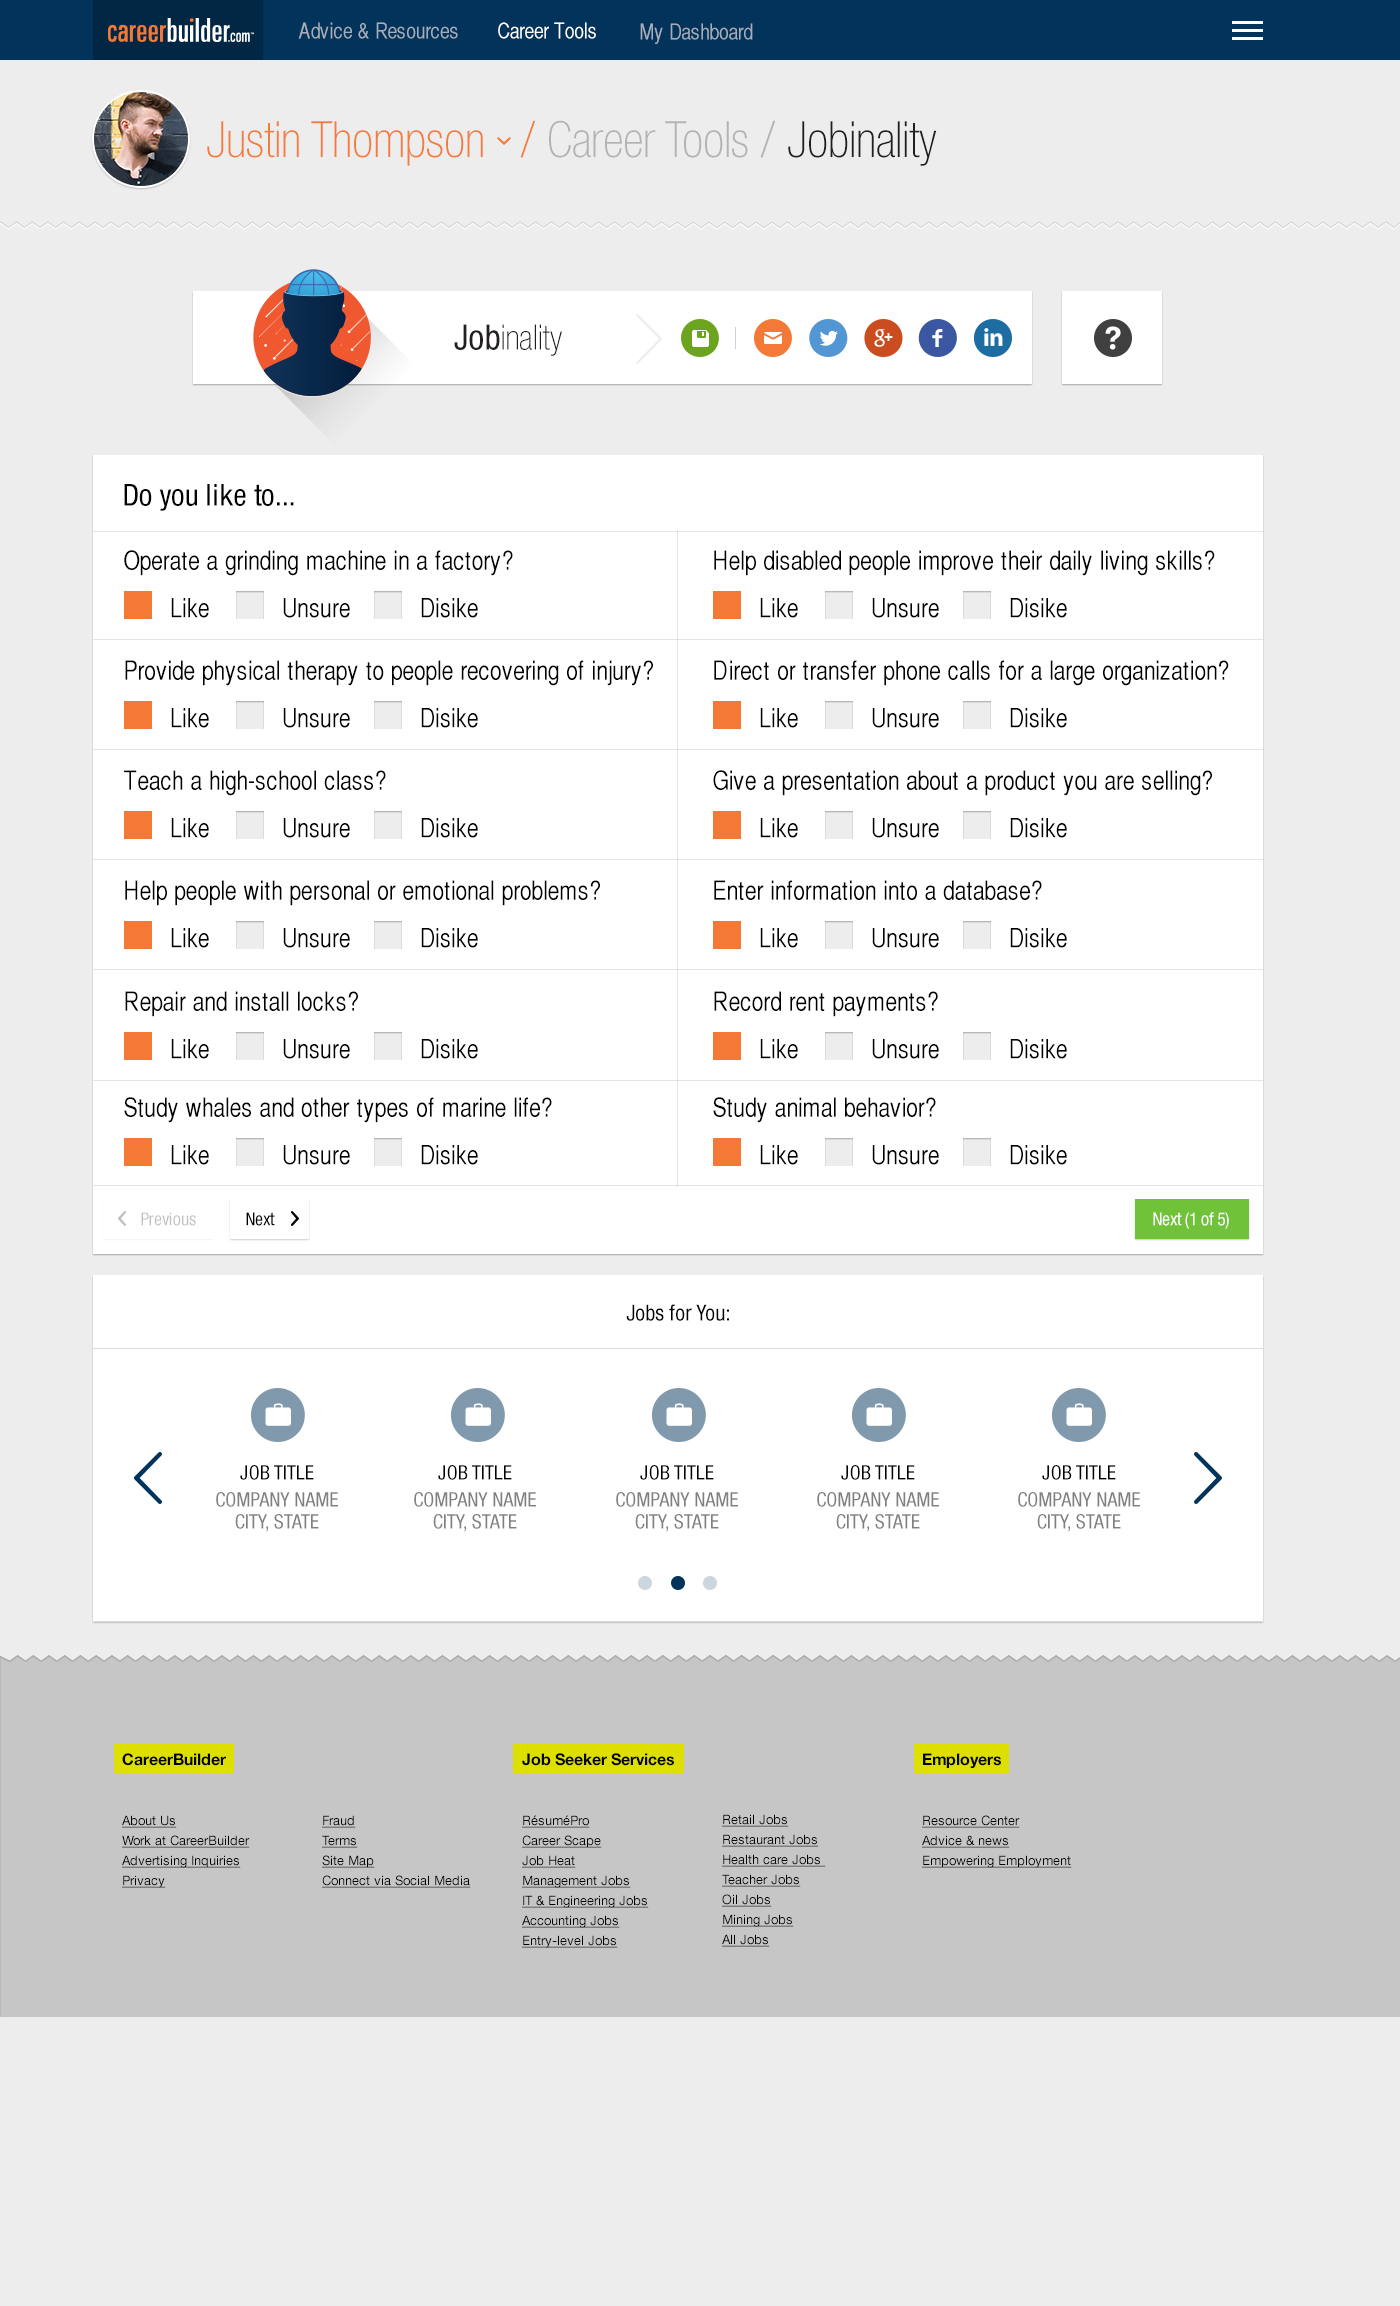 careerbuilder.com™ Advice & Resources Career Tools My Dashboard
Justin Thompson / Career Tools / Jobinality
Jobinality
g+ f in ?
Do you like to...
Operate a grinding machine in a factory?
Like Unsure Disike
Help disabled people improve their daily living skills?
Like Unsure Disike
Provide physical therapy to people recovering of injury?
Like Unsure Disike
Direct or transfer phone calls for a large organization?
Like Unsure Disike
Teach a high-school class?
Like Unsure Disike
Give a presentation about a product you are selling?
Like Unsure Disike
Help people with personal or emotional problems?
Like Unsure Disike
Enter information into a database?
Like Unsure Disike
Repair and install locks?
Like Unsure Disike
Record rent payments?
Like Unsure Disike
Study whales and other types of marine life?
Like Unsure Disike
Study animal behavior?
Like Unsure Disike
Previous Next Next (1 of 5)
Jobs for You:
JOB TITLE
COMPANY NAME
CITY, STATE
JOB TITLE
COMPANY NAME
CITY, STATE
JOB TITLE
COMPANY NAME
CITY, STATE
JOB TITLE
COMPANY NAME
CITY, STATE
JOB TITLE
COMPANY NAME
CITY, STATE
CareerBuilder
About Us
Work at CareerBuilder
Advertising Inquiries
Privacy
Fraud
Terms
Site Map
Connect via Social Media
Job Seeker Services
RésuméPro
Career Scape
Job Heat
Management Jobs
IT & Engineering Jobs
Accounting Jobs
Entry-level Jobs
Retail Jobs
Restaurant Jobs
Health care Jobs
Teacher Jobs
Oil Jobs
Mining Jobs
All Jobs
Employers
Resource Center
Advice & news
Empowering Employment